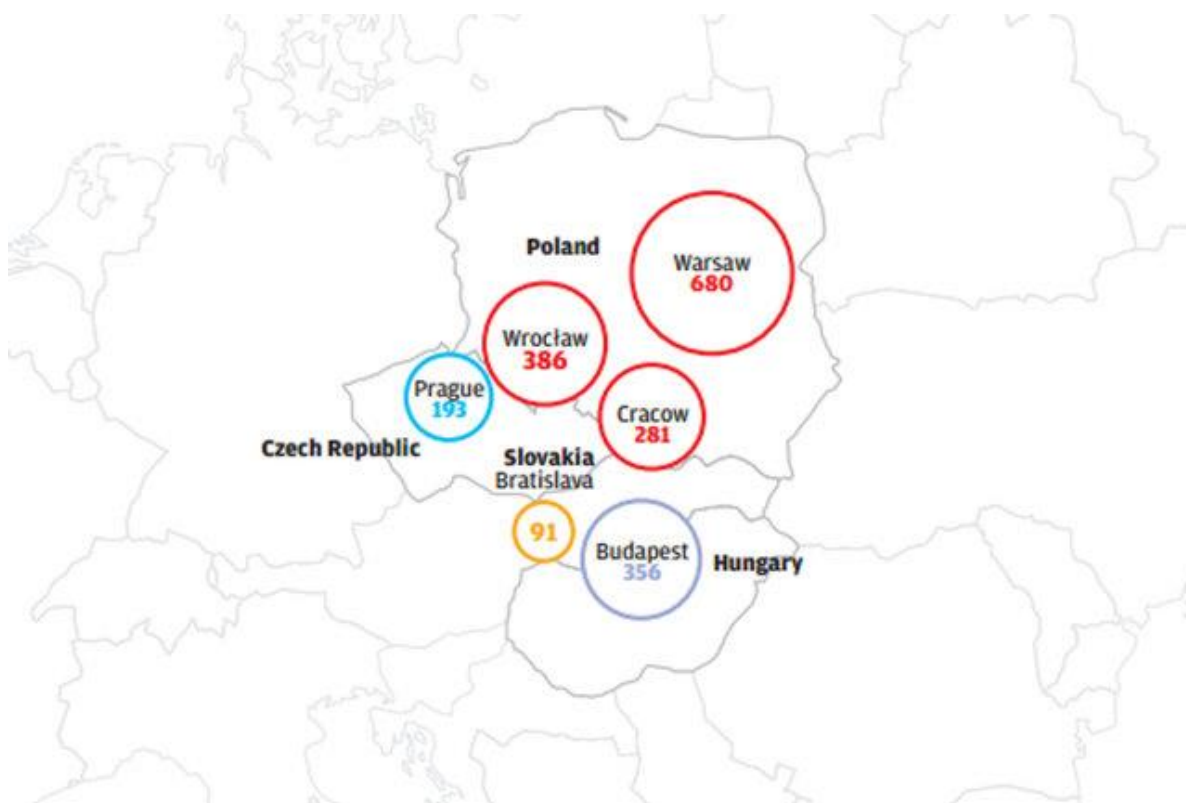 Poland
Warsaw
680
Wrocław
386
Prague
193
Cracow
281
Czech Republic
Slovakia
Bratislava
91
Budapest
356
Hungary